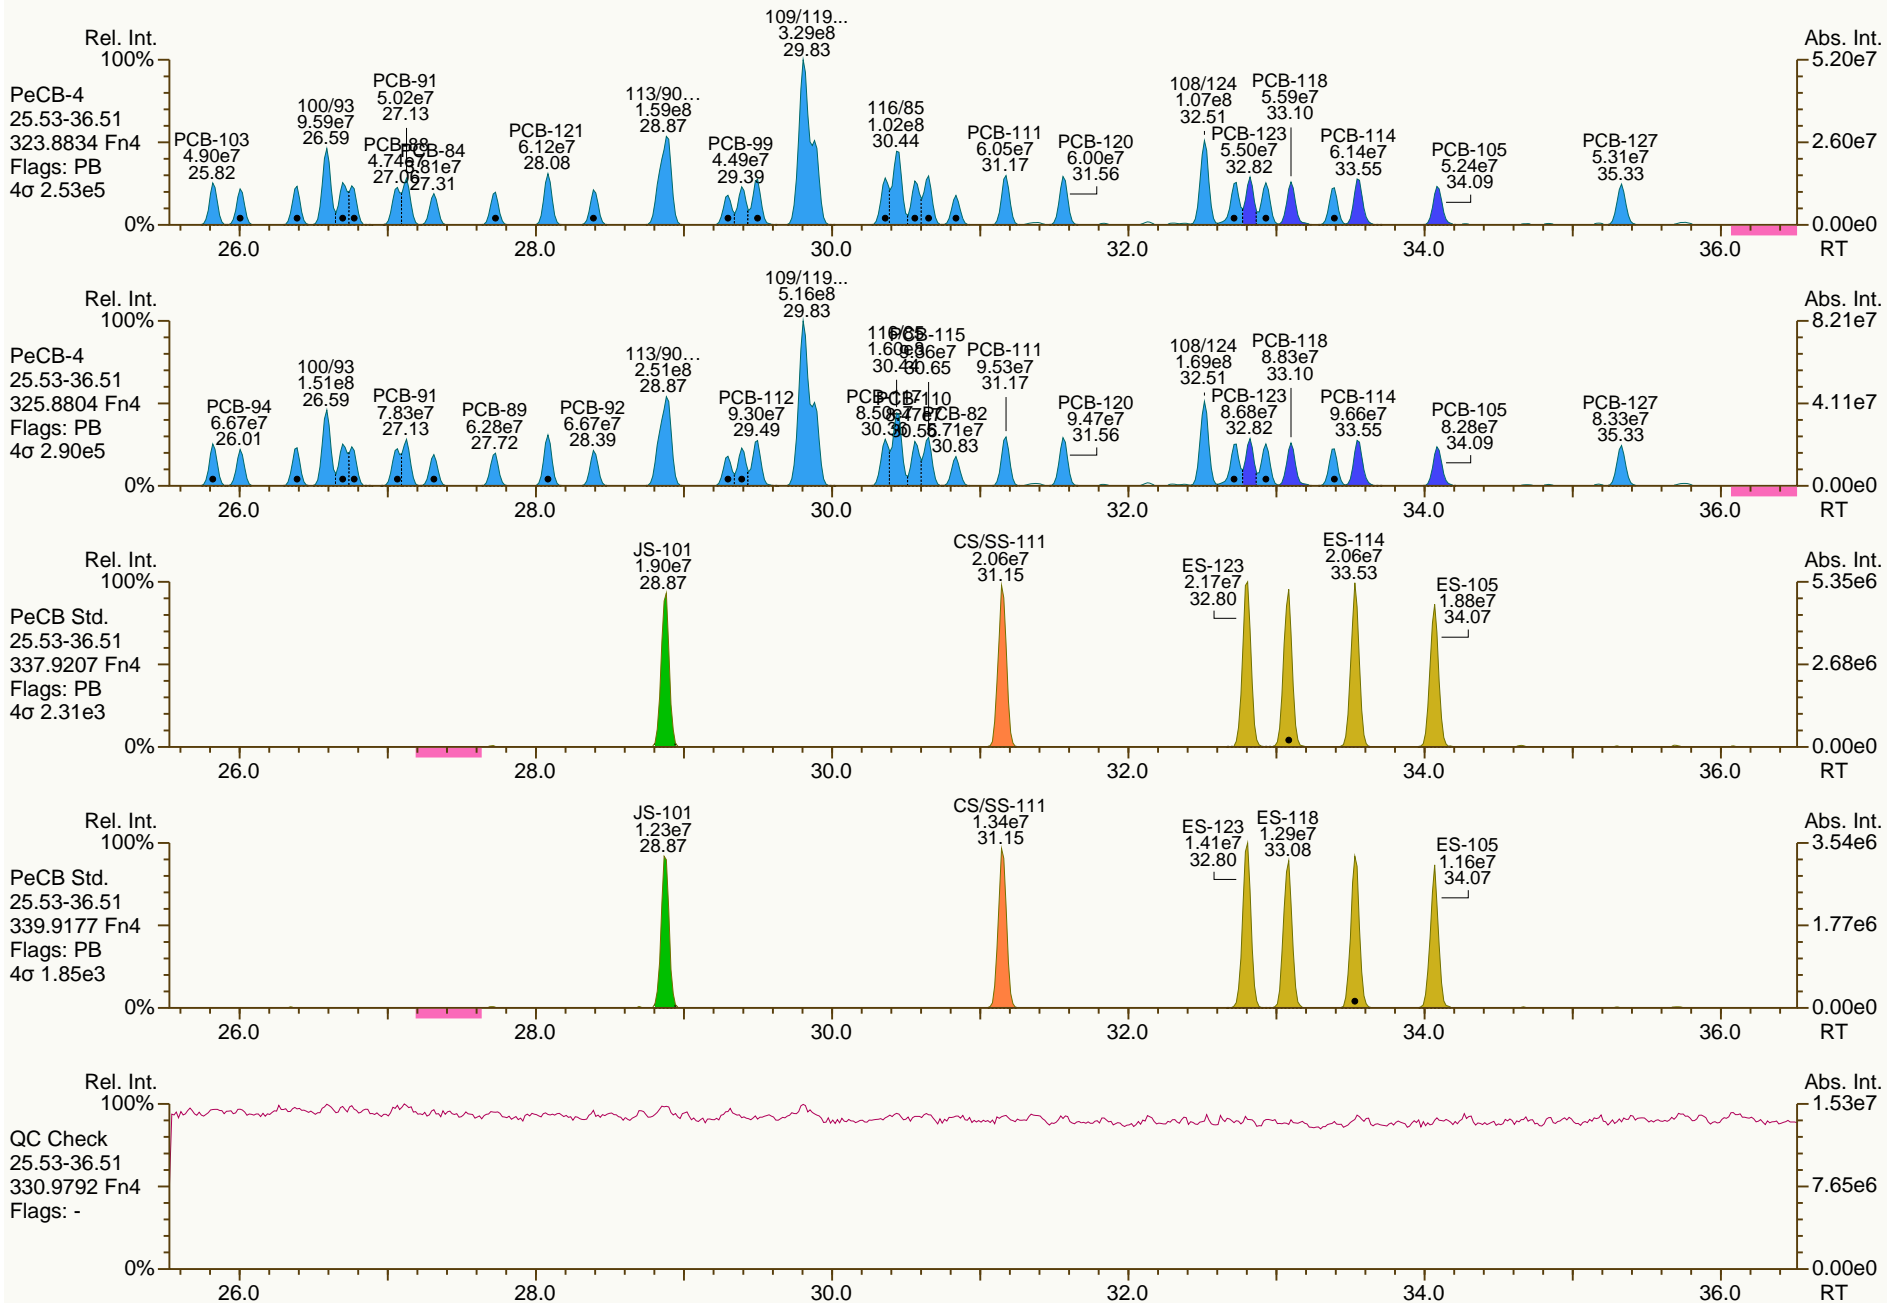 Rel. Int.
100%
0%
PeCB-4
25.53-36.51
323.8834 Fn4
Flags: PB
4σ 2.53e5
PCB-103
4.90e7
25.82
100/93
9.59e7
26.59
PCB-91
5.02e7
27.13
27.06
PCB-84
27.31
PCB-121
6.12e7
28.08
113/90...
1.59e8
28.87
PCB-99
4.49e7
29.39
109/119...
3.29e8
29.83
116/85
1.02e8
30.44
PCB-111
6.05e7
31.17
PCB-120
6.00e7
31.56
108/124
1.07e8
32.51
PCB-123
5.50e7
32.82
PCB-118
5.59e7
33.10
PCB-114
6.14e7
33.55
PCB-105
5.24e7
34.09
PCB-127
5.31e7
35.33
Abs. Int.
5.20e7
2.60e7
0.00e0
26.0 28.0 30.0 32.0 34.0 36.0 RT
Rel. Int.
100%
0%
PeCB-4
25.53-36.51
325.8804 Fn4
Flags: PB
4σ 2.90e5
PCB-94
6.67e7
26.01
100/93
1.51e8
26.59
PCB-91
7.83e7
27.13
PCB-89
6.28e7
27.72
PCB-92
6.67e7
28.39
113/90...
2.51e8
28.87
PCB-112
9.30e7
29.49
109/119...
5.16e8
29.83
PCB-115
30.65
PCB-82
30.83
PCB-111
9.53e7
31.17
PCB-120
9.47e7
31.56
108/124
1.69e8
32.51
PCB-123
8.68e7
32.82
PCB-118
8.83e7
33.10
PCB-114
9.66e7
33.55
PCB-105
8.28e7
34.09
PCB-127
8.33e7
35.33
Abs. Int.
8.21e7
4.11e7
0.00e0
26.0 28.0 30.0 32.0 34.0 36.0 RT
Rel. Int.
100%
0%
PeCB Std.
25.53-36.51
337.9207 Fn4
Flags: PB
4σ 2.31e3
JS-101
1.90e7
28.87
CS/SS-111
2.06e7
31.15
ES-123
2.17e7
32.80
ES-114
2.06e7
33.53
ES-105
1.88e7
34.07
Abs. Int.
5.35e6
2.68e6
0.00e0
26.0 28.0 30.0 32.0 34.0 36.0 RT
Rel. Int.
100%
0%
PeCB Std.
25.53-36.51
339.9177 Fn4
Flags: PB
4σ 1.85e3
JS-101
1.23e7
28.87
CS/SS-111
1.34e7
31.15
ES-123
1.41e7
32.80
ES-118
1.29e7
33.08
ES-105
1.16e7
34.07
Abs. Int.
3.54e6
1.77e6
0.00e0
26.0 28.0 30.0 32.0 34.0 36.0 RT
Rel. Int.
100%
0%
QC Check
25.53-36.51
330.9792 Fn4
Flags: -
Abs. Int.
1.53e7
7.65e6
0.00e0
26.0 28.0 30.0 32.0 34.0 36.0 RT